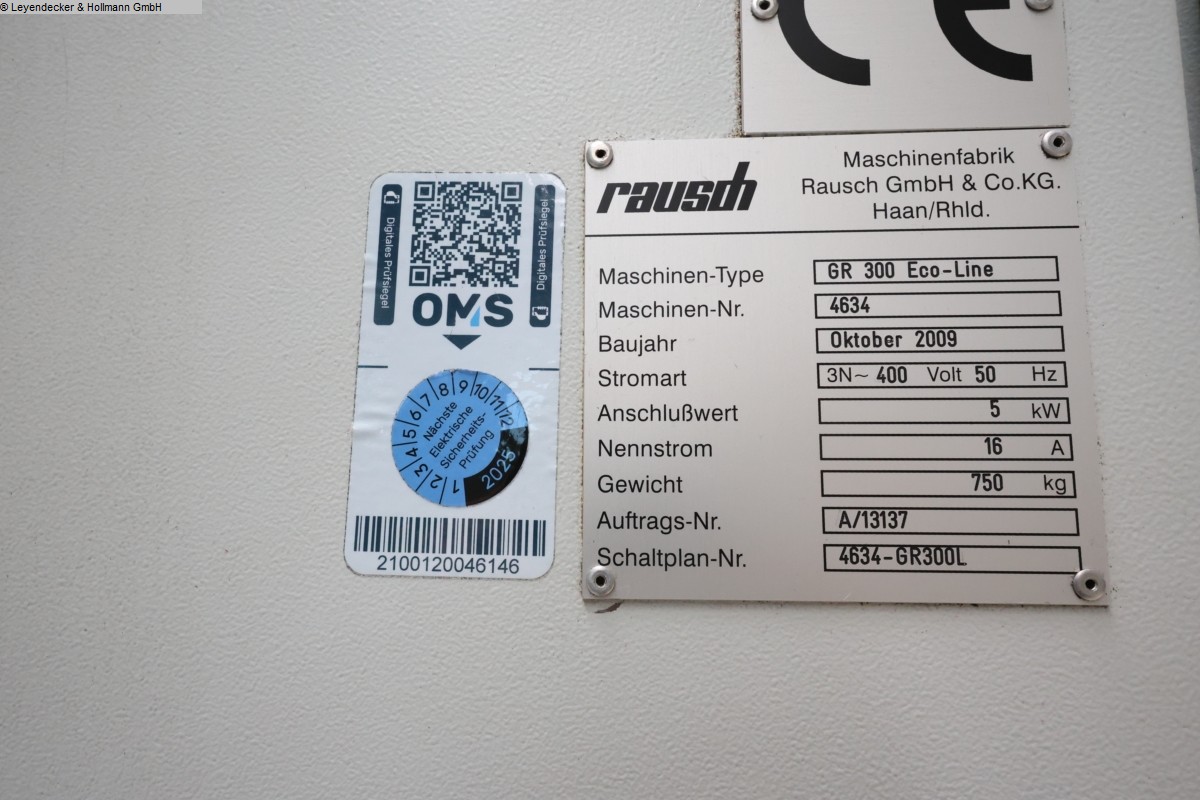 © Leyendecker & Hollmann GmbH
CE
rausch
Maschinenfabrik
Rausch GmbH & Co.KG.
Haan/Rhld.
Maschinen-Type GR 300 Eco-Line
Maschinen-Nr. 4634
Baujahr Oktober 2009
Stromart 3N~ 400 Volt 50 Hz
Anschlußwert 5 kW
Nennstrom 16 A
Gewicht 750 kg
Auftrags-Nr. A/13137
Schaltplan-Nr. 4634-GR300L
Digitales Prüfsiegel
Digitales Prüfsiegel
OMS
1 2 3 4 5 6 7 8 9 10 11 12
Nächste
Elektrische
Sicherheits-
Prüfung
2025
2100120046146